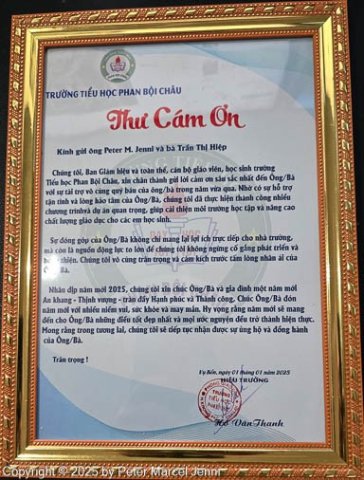 TRƯỜNG TIỂU HỌC PHAN BỘI CHÂU
Thư Cám Ơn
Kính gửi ông Peter M. Jenni và bà Trần Thị Hiệp
Chúng tôi, Ban Giám hiệu và toàn thể, cán bộ giáo viên, học sinh trường
Tiểu học Phan Bội Châu, xin chân thành gửi lời cảm ơn sâu sắc nhất đến Ông/Bà
với sự tài trợ vô cùng quý báu của ông/bà trong năm vừa qua. Nhờ có sự hỗ trợ
tận tình và lòng hảo tâm của Ông/Bà, chúng tôi đã thực hiện thành công nhiều
chương trình và dự án quan trọng, giúp cải thiện môi trường học tập và nâng cao
chất lượng giáo dục cho các em học sinh.
Sự đóng góp của Ông/Bà không chỉ mang lại lợi ích trực tiếp cho nhà trường,
mà còn là nguồn động lực to lớn để chúng tôi không ngừng cố gắng phát triển và
thiện. Chúng tôi vô cùng trân trọng và cảm kích trước tấm lòng nhân ái của
Ông/Bà.
Nhân dịp năm mới 2025, chúng tôi xin chúc Ông/Bà và gia đình một năm mới
An khang - Thịnh vượng - tràn đầy Hạnh phúc và Thành công. Chúc Ông/Bà đón
năm mới với nhiều niềm vui, sức khỏe và may mắn. Hy vọng rằng năm mới sẽ mang
đến cho Ông/Bà những điều tốt đẹp nhất và mọi ước nguyện đều trở thành hiện thực.
Mong rằng trong tương lai, chúng tôi sẽ tiếp tục nhận được sự ủng hộ và đồng hành
của Ông/Bà.
Trân trọng !
Vụ Bổn, ngày 01 tháng 01 năm 2025
HIỆU TRƯỞNG
TRƯỜNG
TIỂU HỌC
PHAN BỘI CHÂU
Hồ Văn Thanh
Copyright © 2025 by Peter Marcel Jenni